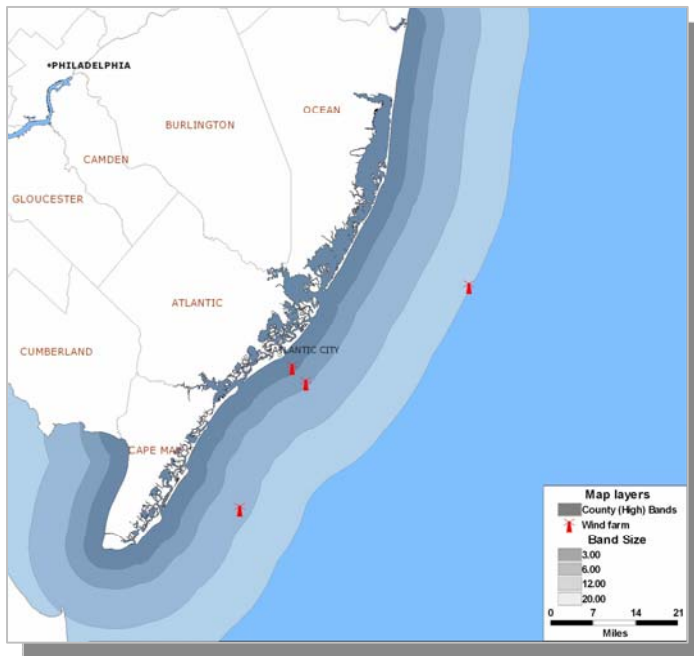 PHILADELPHIA
OCEAN
BURLINGTON
CAMDEN
GLOUCESTER
ATLANTIC
ATLANTIC CITY
CUMBERLAND
CAPE MAY
Map layers
County (High) Bands
Wind farm
Band Size
3.00
6.00
12.00
20.00
0 7 14 21
Miles